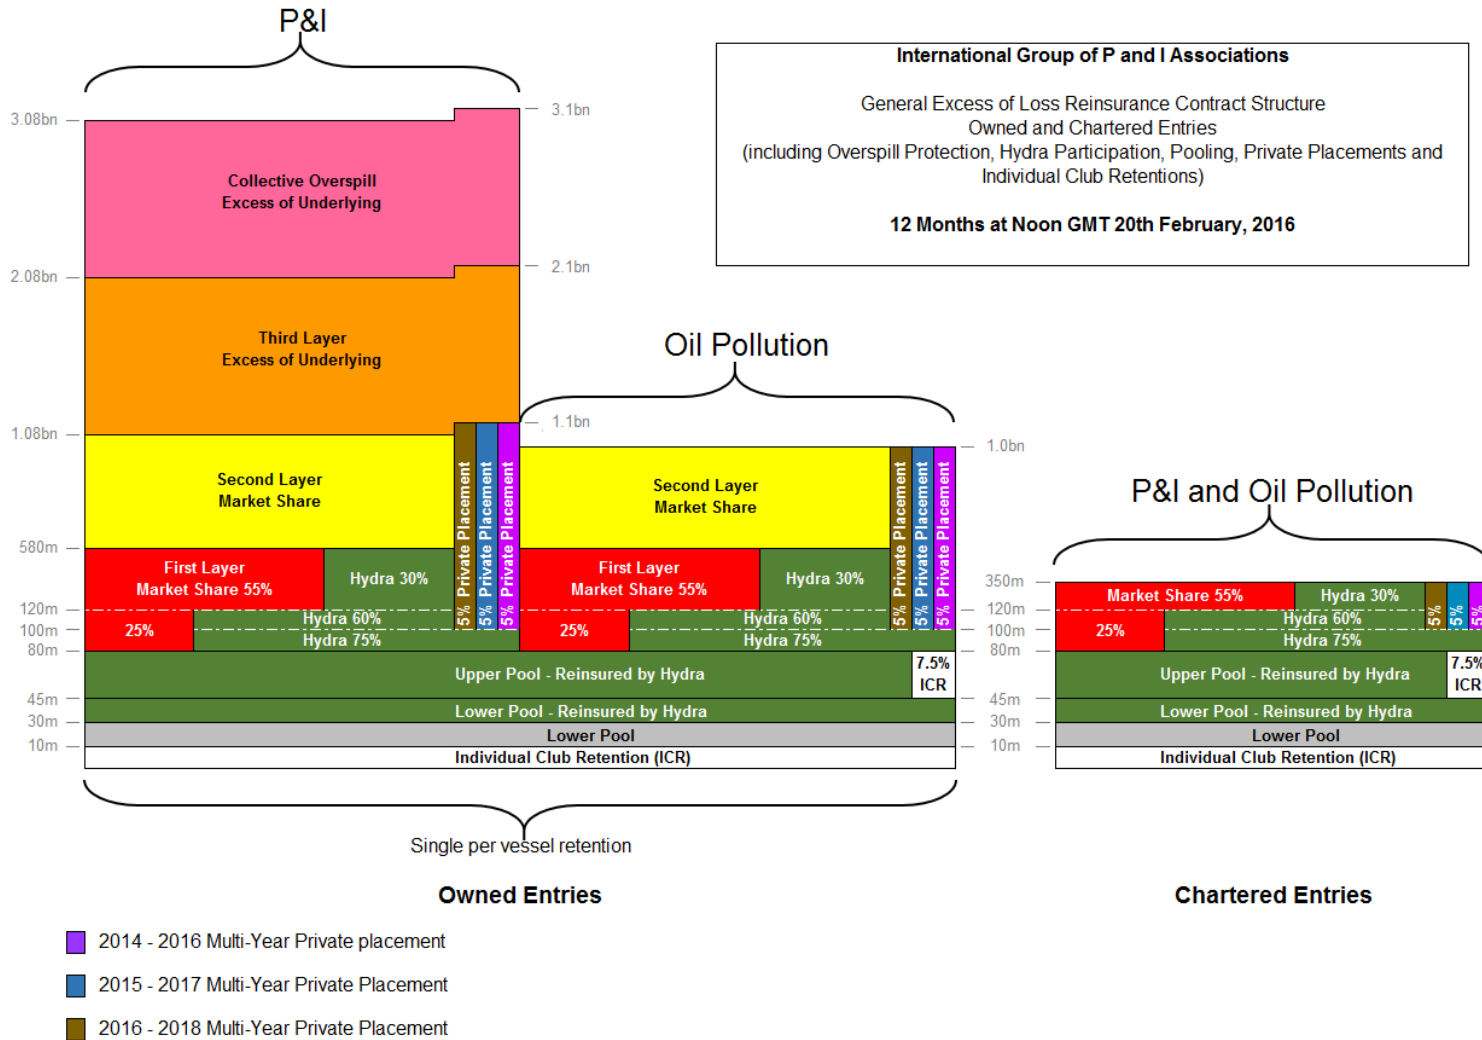 P&I
International Group of P and I Associations
General Excess of Loss Reinsurance Contract Structure
Owned and Chartered Entries
(including Overspill Protection, Hydra Participation, Pooling, Private Placements and
Individual Club Retentions)
12 Months at Noon GMT 20th February, 2016
3.08bn
3.1bn
Collective Overspill
Excess of Underlying
2.08bn
2.1bn
Third Layer
Excess of Underlying
Oil Pollution
1.08bn
1.1bn
1.0bn
Second Layer
Market Share
5% Private Placement
5% Private Placement
5% Private Placement
Second Layer
Market Share
5% Private Placement
5% Private Placement
5% Private Placement
P&I and Oil Pollution
580m
First Layer
Market Share 55%
Hydra 30%
First Layer
Market Share 55%
Hydra 30%
350m
Market Share 55%
Hydra 30%
5%
5%
5%
120m
120m
25%
Hydra 60%
25%
Hydra 60%
25%
Hydra 60%
100m
100m
Hydra 75%
Hydra 75%
Hydra 75%
80m
80m
Upper Pool - Reinsured by Hydra
7.5%
ICR
Upper Pool - Reinsured by Hydra
7.5%
ICR
45m
45m
Lower Pool - Reinsured by Hydra
Lower Pool - Reinsured by Hydra
30m
30m
Lower Pool
Lower Pool
10m
10m
Individual Club Retention (ICR)
Individual Club Retention (ICR)
Single per vessel retention
Owned Entries
Chartered Entries
2014 - 2016 Multi-Year Private placement
2015 - 2017 Multi-Year Private Placement
2016 - 2018 Multi-Year Private Placement